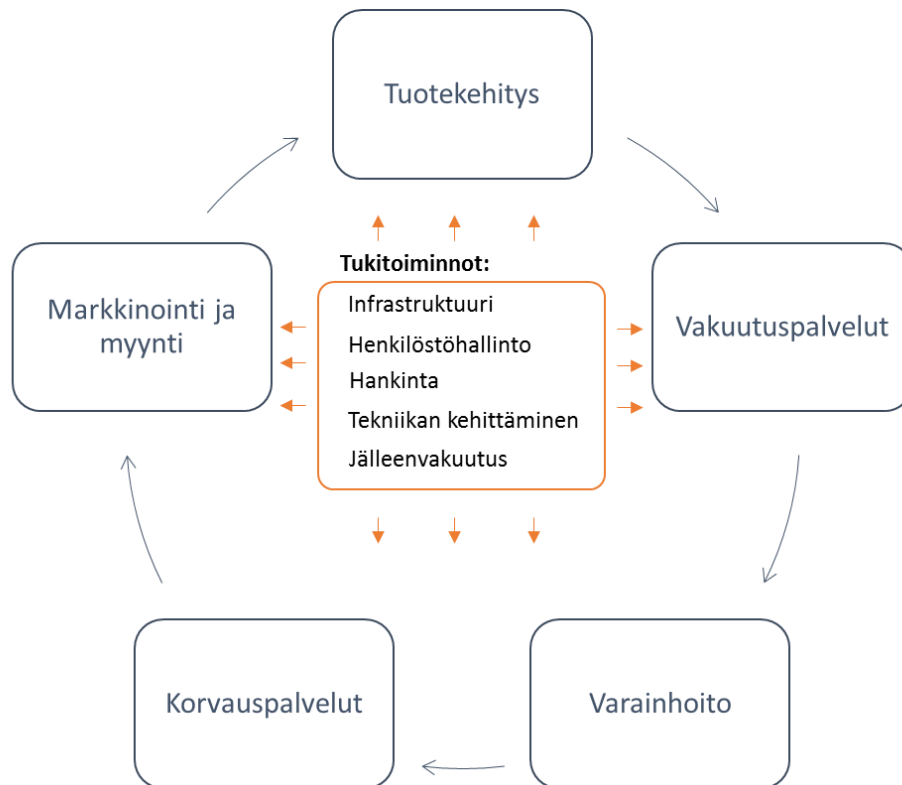 Tuotekehitys
Markkinointi ja
myynti
Tukitoiminnot:
Infrastruktuuri
Henkilöstöhallinto
Hankinta
Tekniikan kehittäminen
Jälleenvakuutus
Vakuutuspalvelut
Korvauspalvelut
Varainhoito